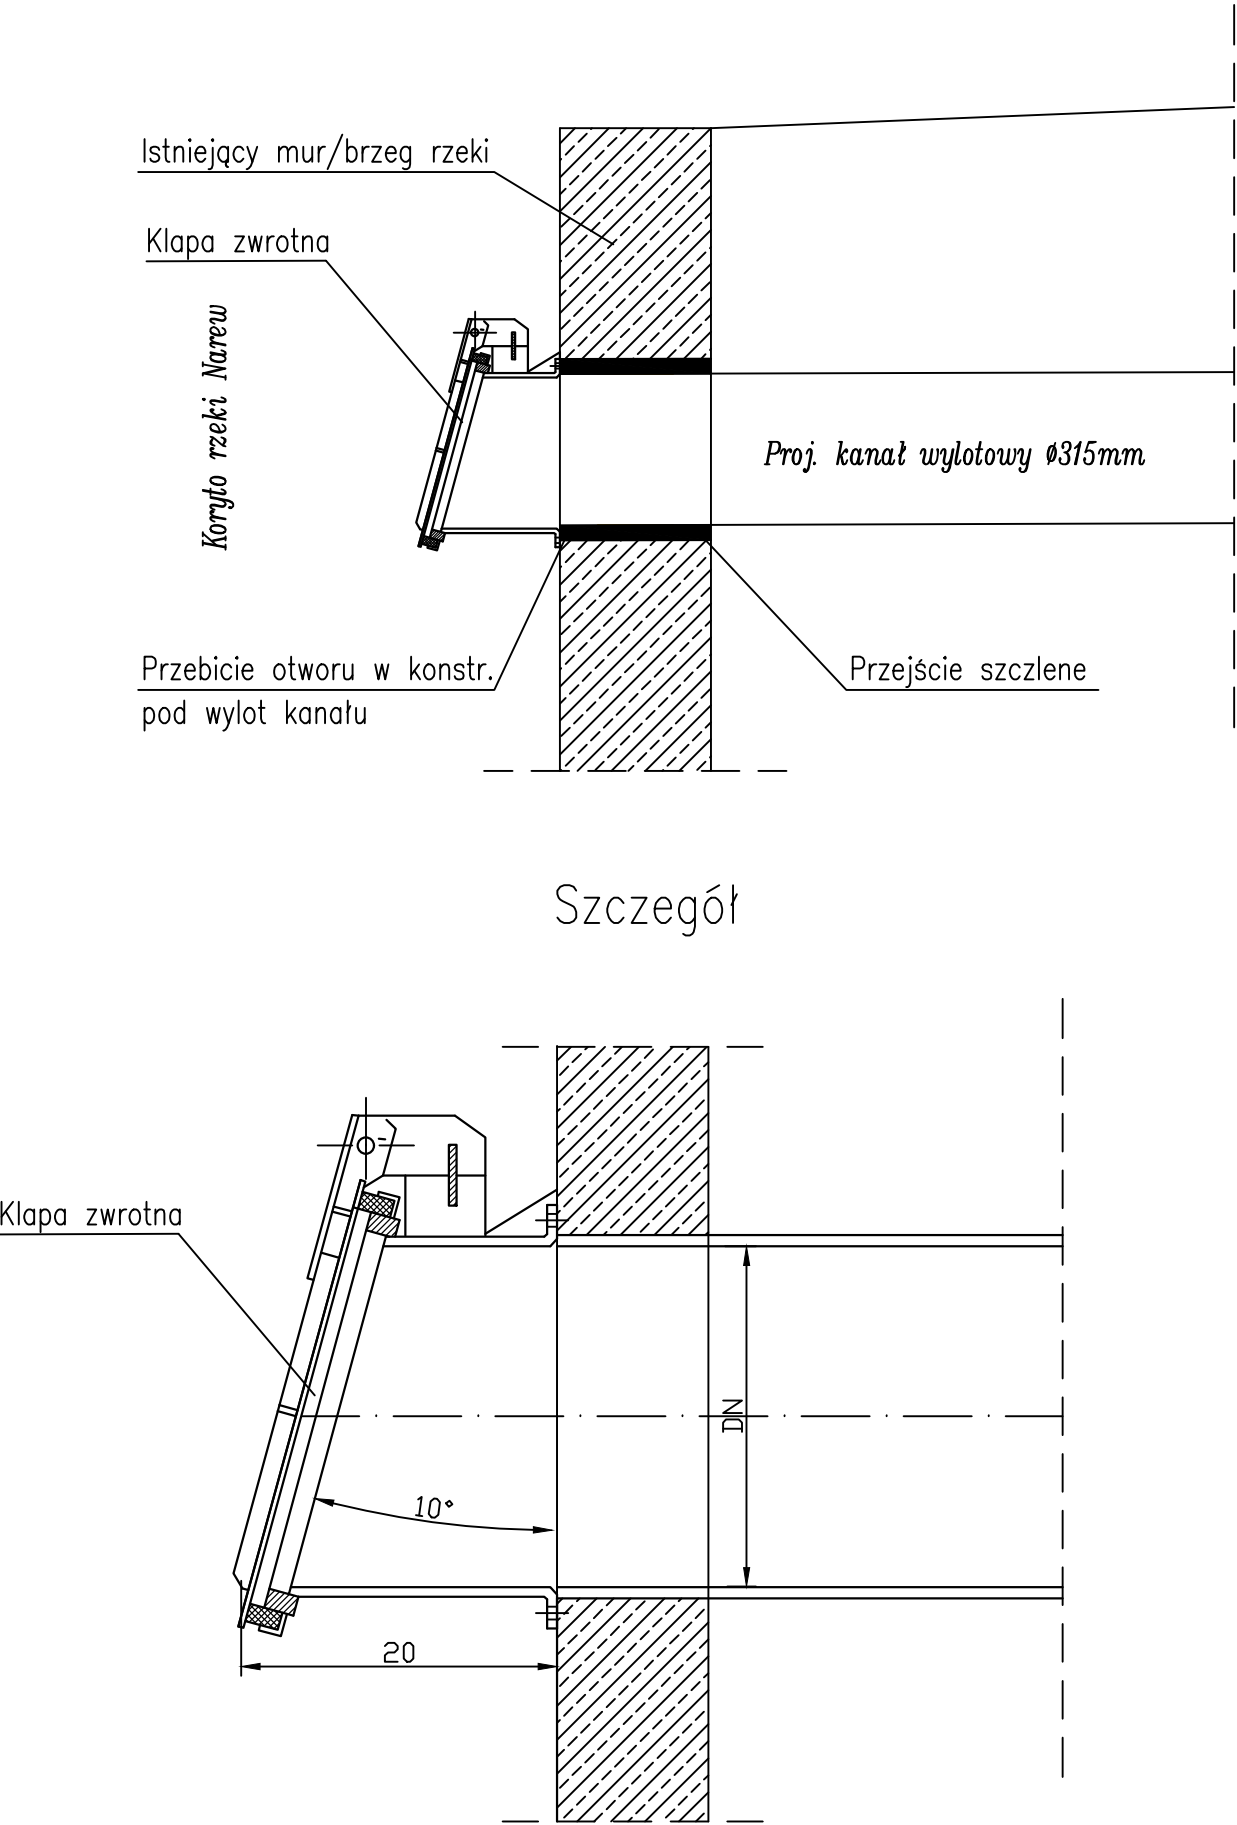 Istniejący mur/brzeg rzeki
Klapa zwrotna
Koryto rzeki Narew
Proj. kanał wylotowy ø315mm
Przebicie otworu w konstr.
pod wylot kanału
Przejście szczlene
Szczegół
Klapa zwrotna
DN
10°
20